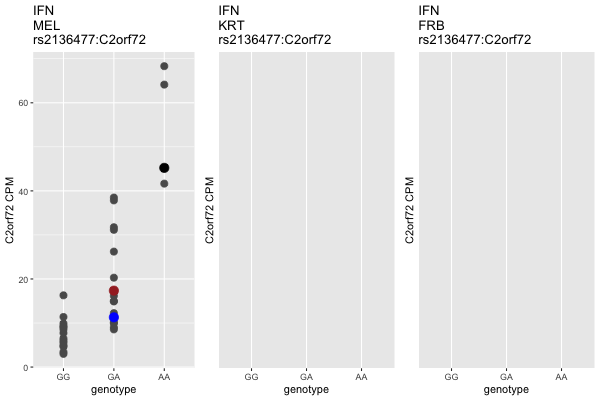 IFN
MEL
rs2136477:C2orf72
C2orf72 CPM
60
40
20
0
GG GA AA
genotype
IFN
KRT
rs2136477:C2orf72
C2orf72 CPM
GG GA AA
genotype
IFN
FRB
rs2136477:C2orf72
C2orf72 CPM
GG GA AA
genotype